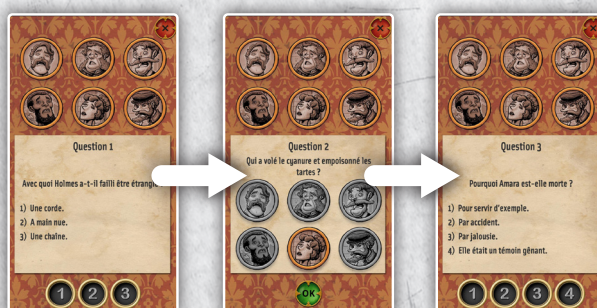 Question 1
Avec quoi Holmes a-t-il failli être
1) Une corde.
2) A main nue.
3) Une chaîne.
1 2 3
Question 2
Qui a volé le cyanure et empoisonné les
tartes ?
OK
Question 3
Pourquoi Amara est-elle morte ?
1) Pour servir d'exemple.
2) Par accident.
3) Par jalousie.
4) Elle était un témoin gênant.
1 2 3 4